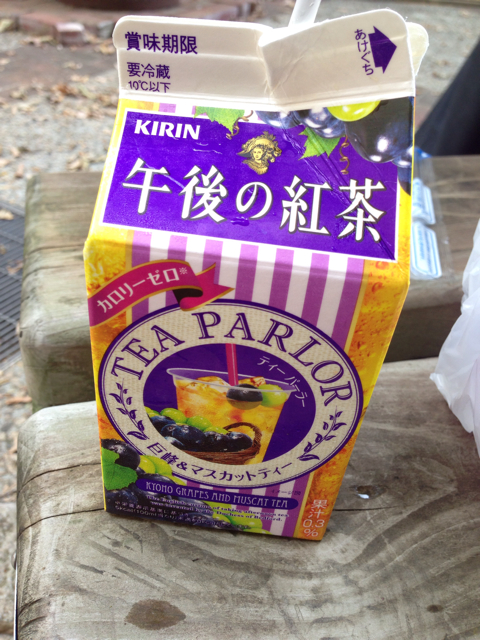 賞味期限
要冷蔵
10℃以下
あけぐち
KIRIN
午後の紅茶
カロリーゼロ※
TEA PARLOR
ティーパーラー
巨峰&マスカットティー
KYOHO GRAPES AND MUSCAT TEA
果汁
0.3%